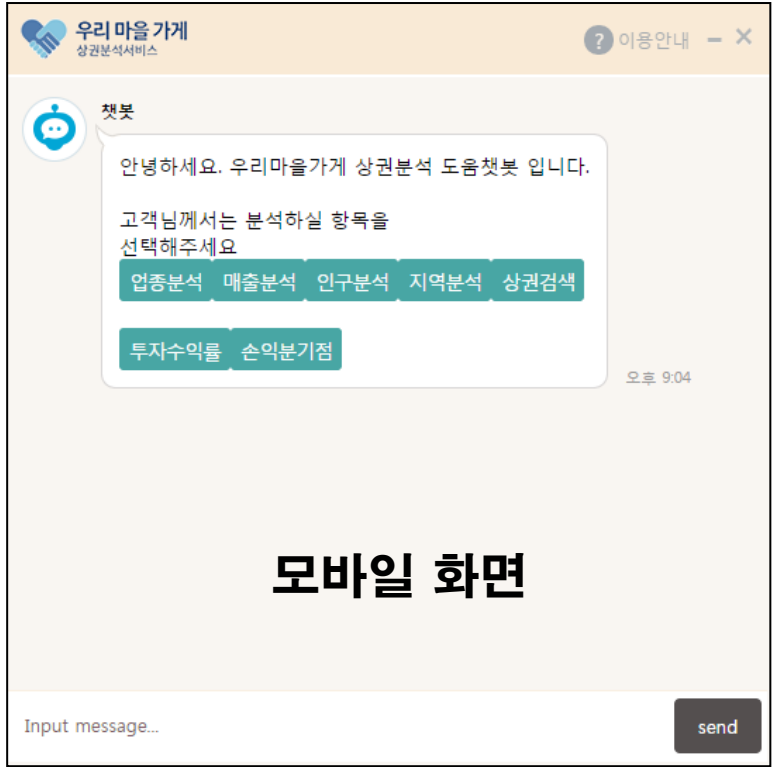 우리 마을 가게
상권분석서비스
? 이용안내
챗봇
안녕하세요. 우리마을가게 상권분석 도움챗봇 입니다.
고객님께서는 분석하실 항목을
선택해주세요
업종분석 매출분석 인구분석 지역분석 상권검색
투자수익률 손익분기점
오후 9:04
모바일 화면
Input message...
send